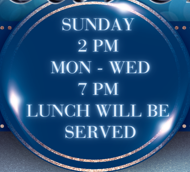 SUNDAY
2 PM
MON - WED
7 PM
LUNCH WILL BE
SERVED